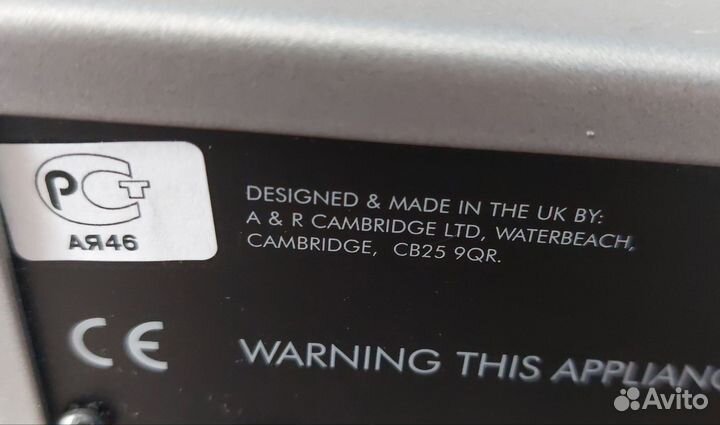 РСТ
АЯ46
DESIGNED & MADE IN THE UK BY:
A & R CAMBRIDGE LTD, WATERBEACH,
CAMBRIDGE, CB25 9QR.
CE
WARNING THIS APPLIANC
Avito